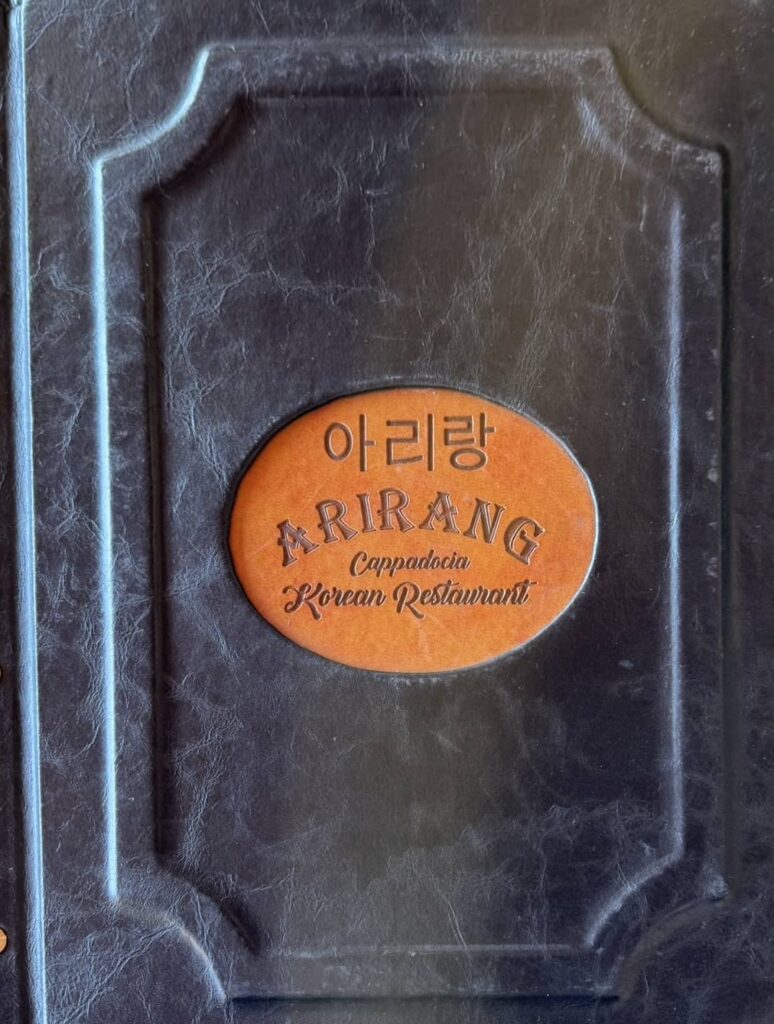 아리랑
ARIRANG
Cappadocia
Korean Restaurant